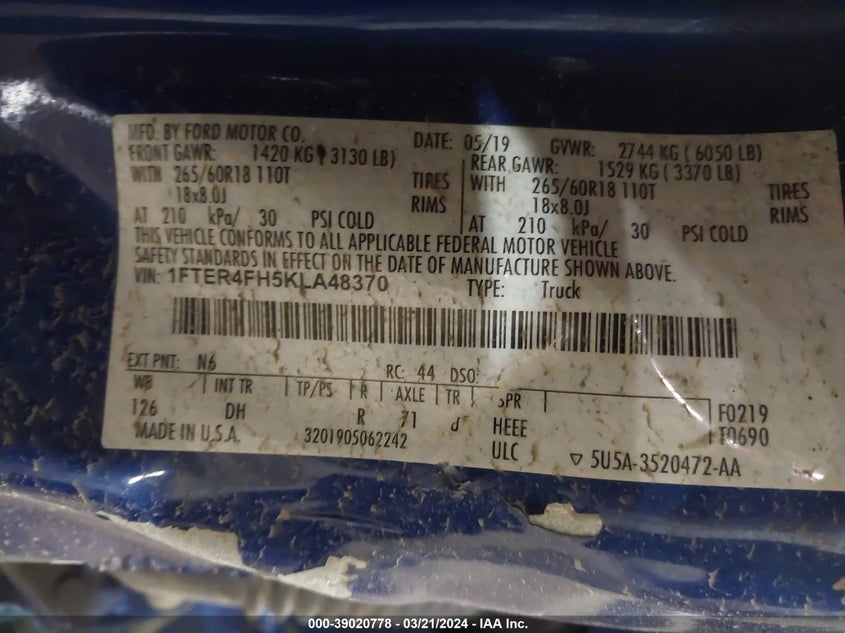 MFD. BY FORD MOTOR CO. DATE: 05/19 GVWR: 2744 KG ( 6050 LB)
FRONT GAWR: 1420 KG 3130 LB) REAR GAWR: 1529 KG ( 3370 LB)
WITH 265/60R18 110T TIRES WITH 265/60R18 110T TIRES
18x8.0J RIMS 18x8.0J RIMS
AT 210 kPa/ 30 PSI COLD AT 210 kPa/ 30 PSI COLD
THIS VEHICLE CONFORMS TO ALL APPLICABLE FEDERAL MOTOR VEHICLE
SAFETY STANDARDS IN EFFECT ON THE DATE OF MANUFACTURE SHOWN ABOVE.
VIN: 1FTER4FH5KLA48370 TYPE: Truck
EXT PNT: N6 RC: 44 DSO:
WB INT TR TP/PS R AXLE TR SPR F0219
126 DH R 71 d HEEE T0690
MADE IN U.S.A. 3201905062242 ULC ▽ 5U5A-3520472-AA
000-39020778 - 03/21/2024 - IAA Inc.